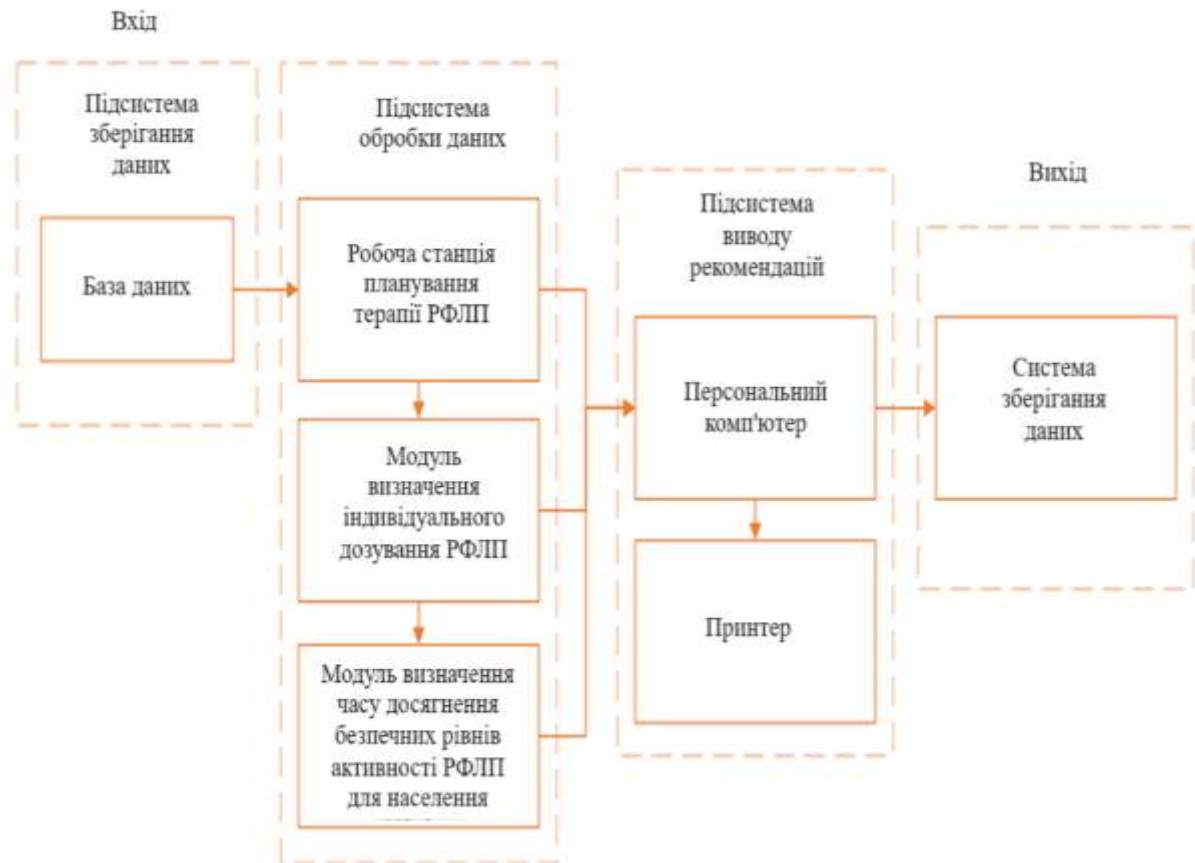 Вхід
Підсистема
зберігання
даних
База даних
Підсистема
обробки даних
Робоча станція
планування
терапії РФЛП
Модуль
визначення
індивідуального
дозування РФЛП
Модуль визначення
часу досягнення
безпечних рівнів
активності РФЛП
для населення
Підсистема
виводу
рекомендацій
Персональний
комп'ютер
Принтер
Вихід
Система
зберігання
даних